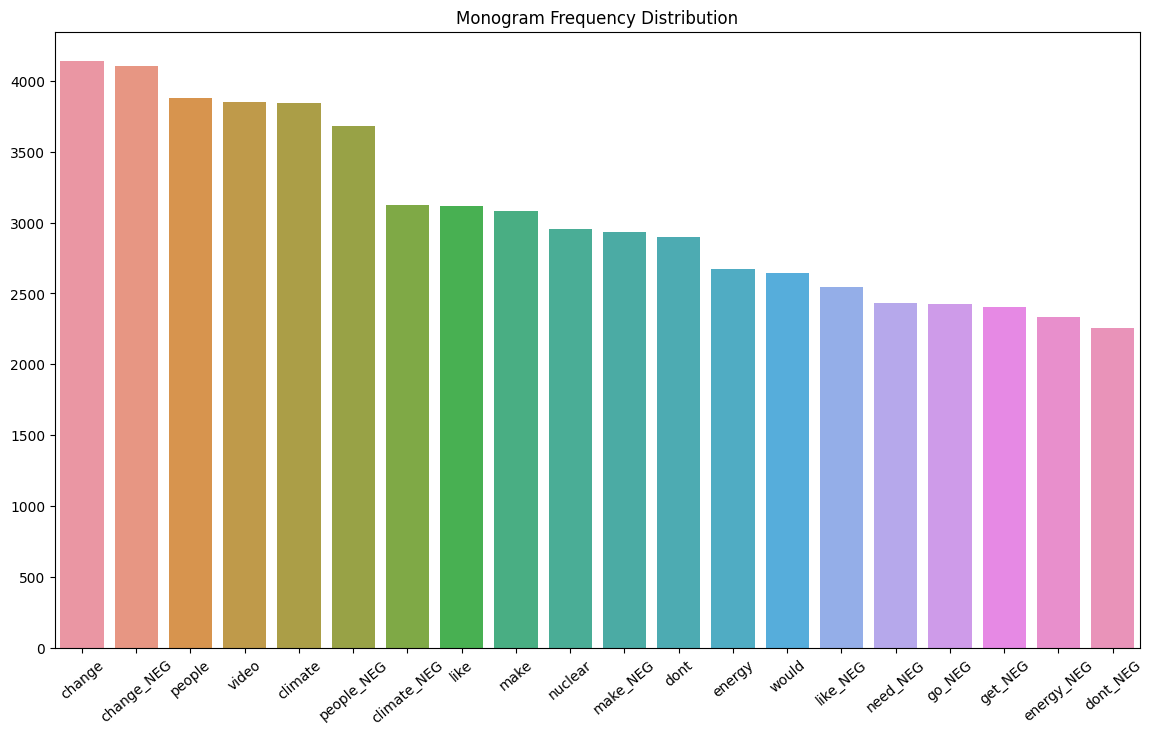 Monogram Frequency Distribution
4000
3500
3000
2500
2000
1500
1000
500
0
change
change_NEG
people
video
climate
people_NEG
climate_NEG
like
make
nuclear
make_NEG
dont
energy
would
like_NEG
need_NEG
go_NEG
get_NEG
energy_NEG
dont_NEG